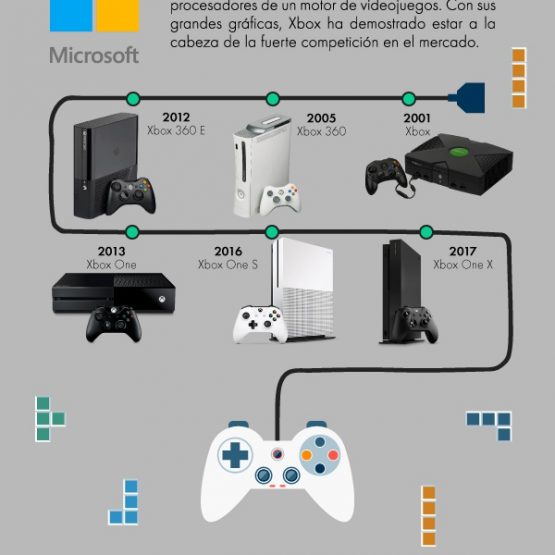 procesadores de un motor de videojuegos. Con sus
grandes gráficas, Xbox ha demostrado estar a la
cabeza de la fuerte competición en el mercado.
Microsoft
2012
Xbox 360 E
2005
Xbox 360
2001
Xbox
2013
Xbox One
2016
Xbox One S
2017
Xbox One X